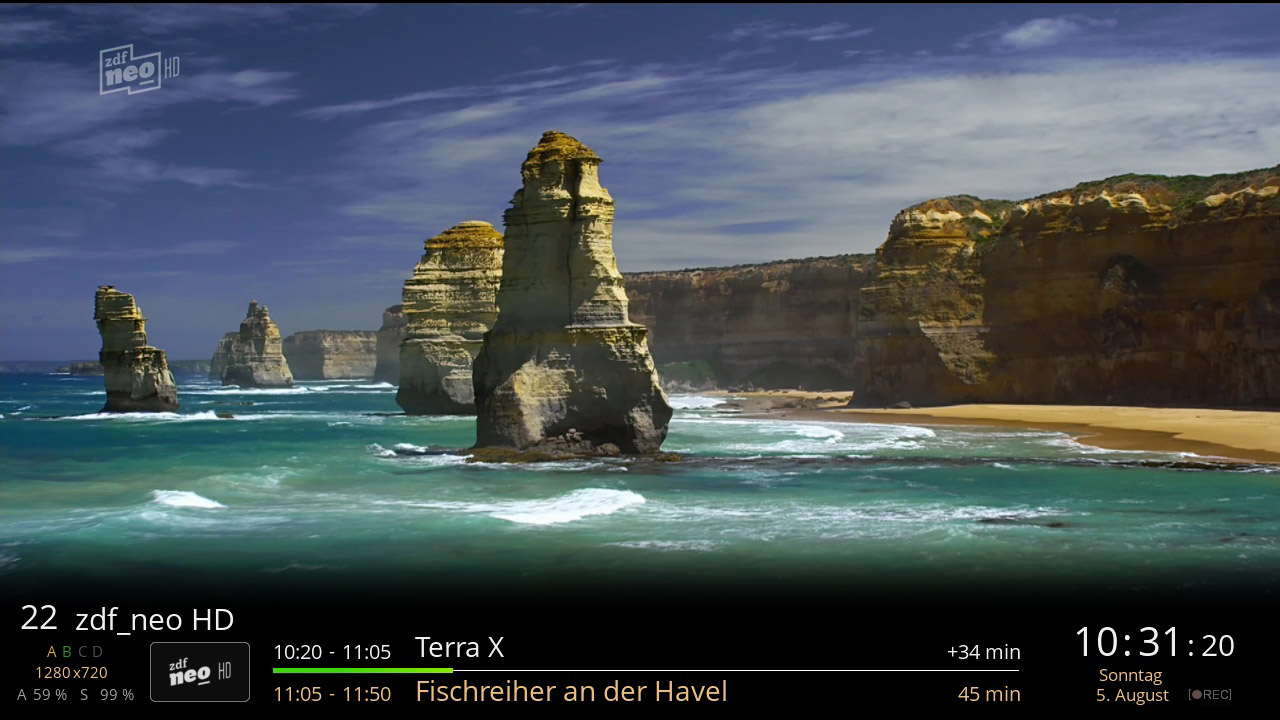 zdf
neo HD
22 zdf_neo HD
A B C D
1280x720
A 59 % S 99 %
zdf
neo HD
10:20 - 11:05 Terra X +34 min
11:05 - 11:50 Fischreiher an der Havel 45 min
10:31:20
Sonntag
5. August [●REC]